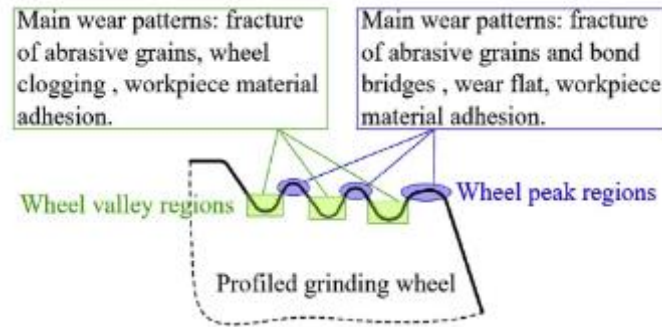 Main wear patterns: fracture
of abrasive grains, wheel
clogging , workpiece material
adhesion.
Main wear patterns: fracture
of abrasive grains and bond
bridges , wear flat, workpiece
material adhesion.
Wheel valley regions
Wheel peak regions
Profiled grinding wheel